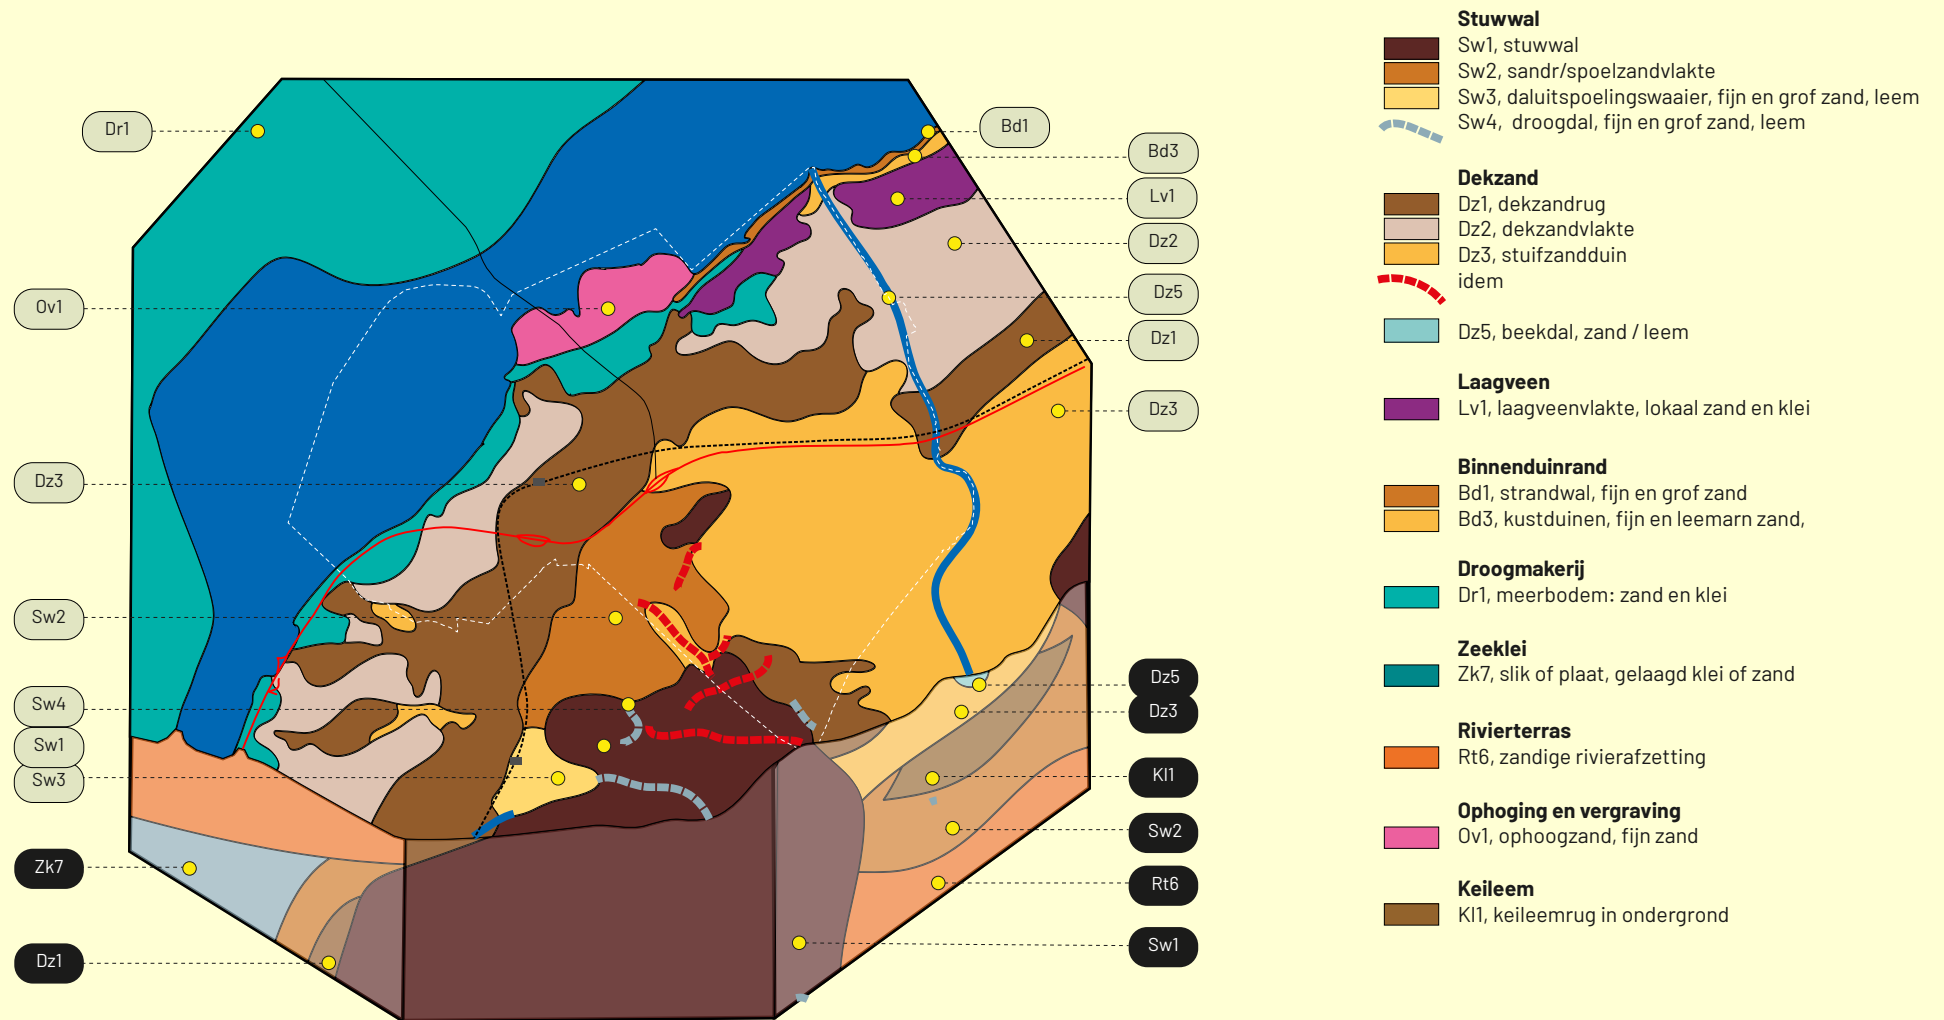 Dr1
Ov1
Dz3
Sw2
Sw4
Sw1
Sw3
Zk7
Dz1
Bd1
Bd3
Lv1
Dz2
Dz5
Dz1
Dz3
Dz5
Dz3
Kl1
Sw2
Rt6
Sw1
Stuwwal
Sw1, stuwwal
Sw2, sandr/spoelzandvlakte
Sw3, daluitspoelingswaaier, fijn en grof zand, leem
Sw4, droogdal, fijn en grof zand, leem
Dekzand
Dz1, dekzandrug
Dz2, dekzandvlakte
Dz3, stuifzandduin
idem
Dz5, beekdal, zand / leem
Laagveen
Lv1, laagveenvlakte, lokaal zand en klei
Binnenduinrand
Bd1, strandwal, fijn en grof zand
Bd3, kustduinen, fijn en leemarn zand,
Droogmakerij
Dr1, meerbodem: zand en klei
Zeeklei
Zk7, slik of plaat, gelaagd klei of zand
Rivierterras
Rt6, zandige rivierafzetting
Ophoging en vergraving
Ov1, ophoogzand, fijn zand
Keileem
Kl1, keileemrug in ondergrond